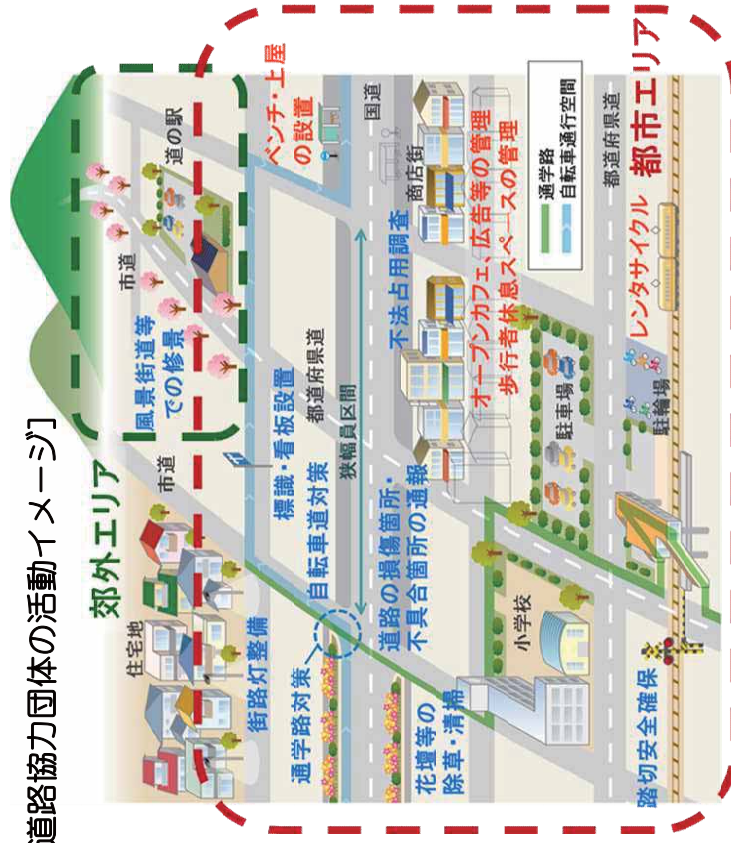 道路協力団体の活動イメージ]
郊外エリア
住宅地
市道
風景街道等
での修景
市道
道の駅
街路灯整備
標識・看板設置
ベンチ・上屋
の設置
通学路対策
自転車道対策
都道府県道
狭幅員区間
国道
花壇等の
除草・清掃
道路の損傷箇所・
不具合箇所の通報
不法占用調査
商店街
オープンカフェ、広告等の管理
歩行者休息スペースの管理
小学校
駐車場
通学路
自転車通行空間
都道府県道
踏切安全確保
駐輪場
レンタサイクル
都市エリア